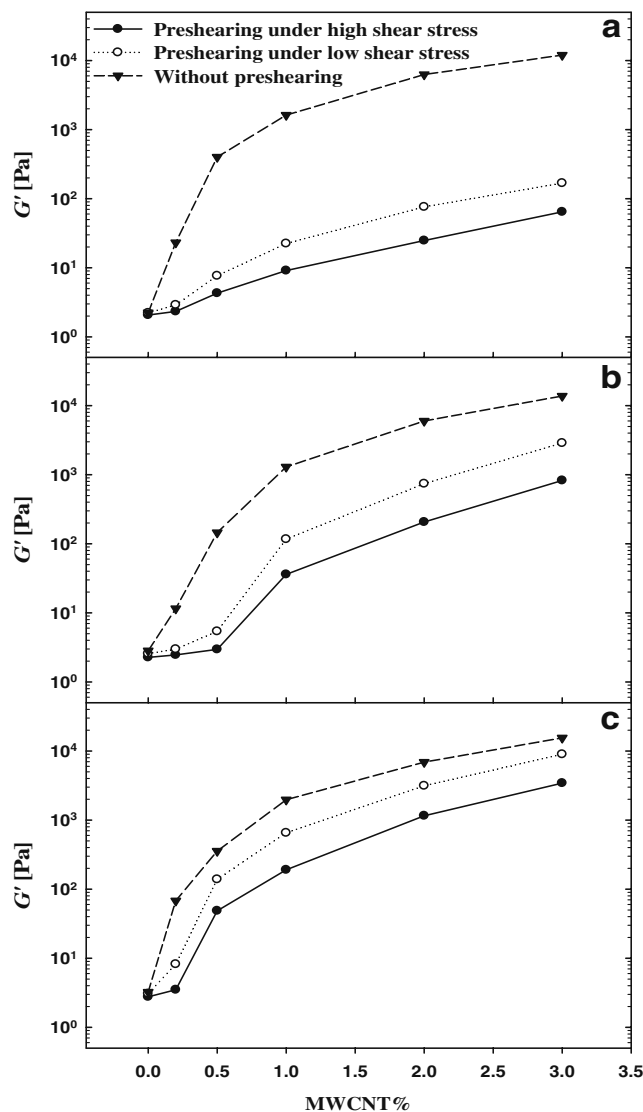 Preshearing under high shear stress
Preshearing under low shear stress
Without preshearing
a
10⁴
10³
10²
10¹
10⁰
G′ [Pa]
b
10⁴
10³
10²
10¹
10⁰
G′ [Pa]
c
10⁴
10³
10²
10¹
10⁰
G′ [Pa]
0.0 0.5 1.0 1.5 2.0 2.5 3.0 3.5
MWCNT%